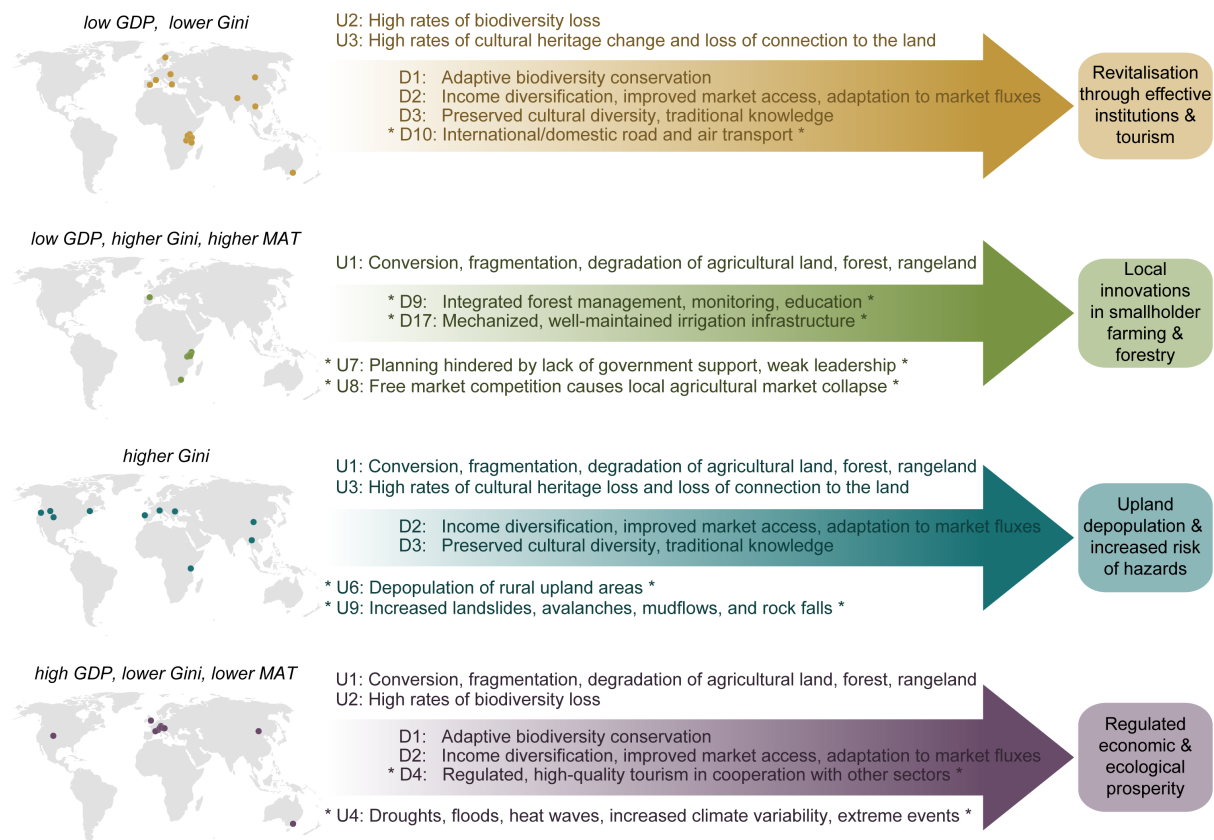 low GDP, lower Gini
U2: High rates of biodiversity loss
U3: High rates of cultural heritage change and loss of connection to the land
D1: Adaptive biodiversity conservation
D2: Income diversification, improved market access, adaptation to market fluxes
D3: Preserved cultural diversity, traditional knowledge
* D10: International/domestic road and air transport *
Revitalisation
through effective
institutions &
tourism
low GDP, higher Gini, higher MAT
U1: Conversion, fragmentation, degradation of agricultural land, forest, rangeland
* D9: Integrated forest management, monitoring, education *
* D17: Mechanized, well-maintained irrigation infrastructure *
* U7: Planning hindered by lack of government support, weak leadership *
* U8: Free market competition causes local agricultural market collapse *
Local
innovations
in smallholder
farming &
forestry
higher Gini
U1: Conversion, fragmentation, degradation of agricultural land, forest, rangeland
U3: High rates of cultural heritage loss and loss of connection to the land
D2: Income diversification, improved market access, adaptation to market fluxes
D3: Preserved cultural diversity, traditional knowledge
* U6: Depopulation of rural upland areas *
* U9: Increased landslides, avalanches, mudflows, and rock falls *
Upland
depopulation &
increased risk
of hazards
high GDP, lower Gini, lower MAT
U1: Conversion, fragmentation, degradation of agricultural land, forest, rangeland
U2: High rates of biodiversity loss
D1: Adaptive biodiversity conservation
D2: Income diversification, improved market access, adaptation to market fluxes
* D4: Regulated, high-quality tourism in cooperation with other sectors *
* U4: Droughts, floods, heat waves, increased climate variability, extreme events *
Regulated
economic &
ecological
prosperity